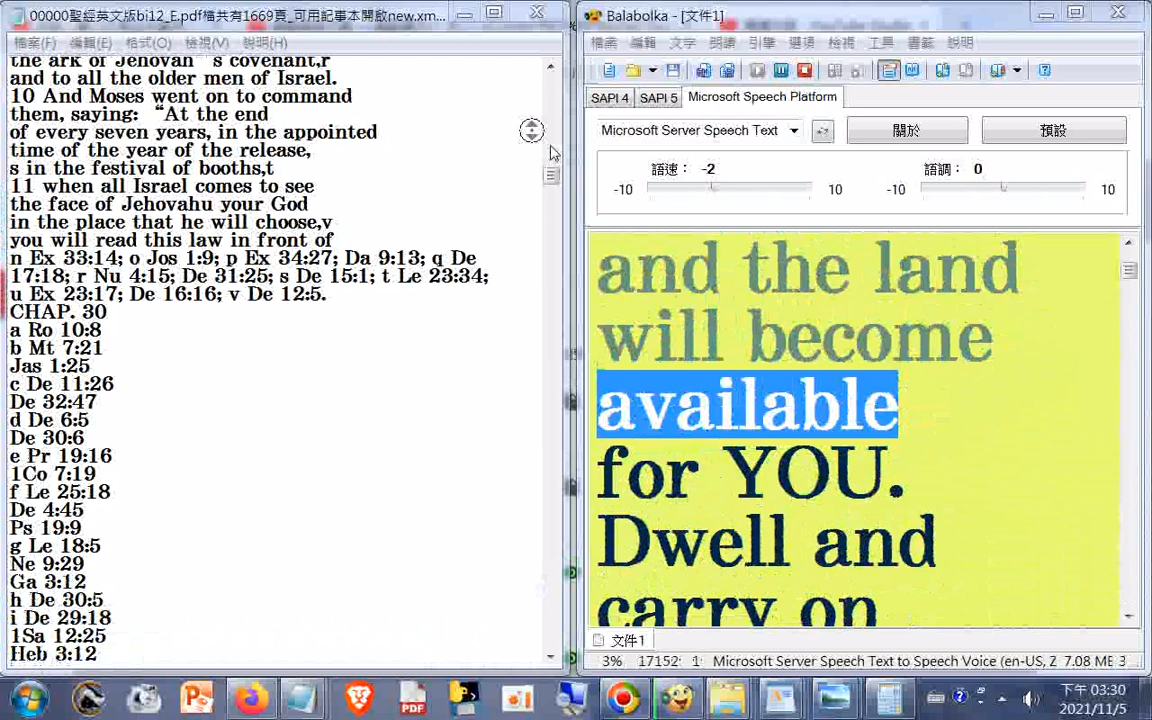 00000聖經英文版bi12_E.pdf檔共有1669頁_可用記事本開啟new.xm...
檔案(F) 編輯(E) 格式(O) 檢視(V) 說明(H)
the ark of Jehovah”s covenant,r
and to all the older men of Israel.
10 And Moses went on to command
them, saying: “At the end
of every seven years, in the appointed
time of the year of the release,
s in the festival of booths,t
11 when all Israel comes to see
the face of Jehovahu your God
in the place that he will choose,v
you will read this law in front of
n Ex 33:14; o Jos 1:9; p Ex 34:27; Da 9:13; q De
17:18; r Nu 4:15; De 31:25; s De 15:1; t Le 23:34;
u Ex 23:17; De 16:16; v De 12:5.
CHAP. 30
a Ro 10:8
b Mt 7:21
Jas 1:25
c De 11:26
De 32:47
d De 6:5
De 30:6
e Pr 19:16
1Co 7:19
f Le 25:18
De 4:45
Ps 19:9
g Le 18:5
Ne 9:29
Ga 3:12
h De 30:5
i De 29:18
1Sa 12:25
Heb 3:12
Balabolka - [文件1]
檔案 編輯 文字 朗讀 引擎 選項 檢視 工具 書籤 說明
SAPI 4 SAPI 5 Microsoft Speech Platform
Microsoft Server Speech Text 關於 預設
語速： -2 語調： 0
-10 10 -10 10
and the land
will become
available
for YOU.
Dwell and
carry on
文件1
3% 17152: 1 Microsoft Server Speech Text to Speech Voice (en-US, Z 7.08 MB 3
PDF
下午 03:30
2021/11/5